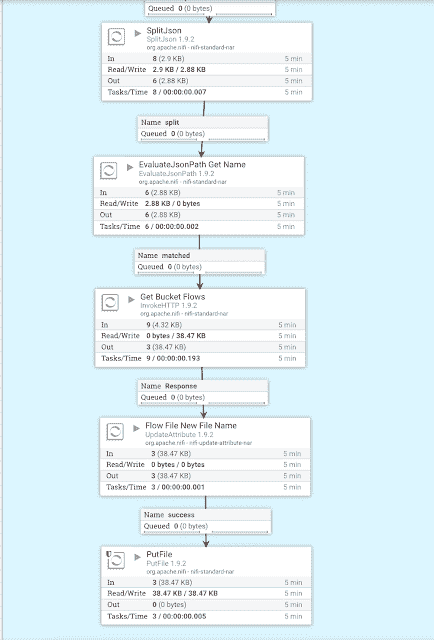 Queued 0 (0 bytes)
SplitJson
SplitJson 1.9.2
org.apache.nifi - nifi-standard-nar
In 8 (2.9 KB) 5 min
Read/Write 2.9 KB / 2.88 KB 5 min
Out 6 (2.88 KB) 5 min
Tasks/Time 8 / 00:00:00.007 5 min
Name split
Queued 0 (0 bytes)
EvaluateJsonPath Get Name
EvaluateJsonPath 1.9.2
org.apache.nifi - nifi-standard-nar
In 6 (2.88 KB) 5 min
Read/Write 2.88 KB / 0 bytes 5 min
Out 6 (2.88 KB) 5 min
Tasks/Time 6 / 00:00:00.002 5 min
Name matched
Queued 0 (0 bytes)
Get Bucket Flows
InvokeHTTP 1.9.2
org.apache.nifi - nifi-standard-nar
In 9 (4.32 KB) 5 min
Read/Write 0 bytes / 38.47 KB 5 min
Out 3 (38.47 KB) 5 min
Tasks/Time 9 / 00:00:00.193 5 min
Name Response
Queued 0 (0 bytes)
Flow File New File Name
UpdateAttribute 1.9.2
org.apache.nifi - nifi-update-attribute-nar
In 3 (38.47 KB) 5 min
Read/Write 0 bytes / 0 bytes 5 min
Out 3 (38.47 KB) 5 min
Tasks/Time 3 / 00:00:00.001 5 min
Name success
Queued 0 (0 bytes)
PutFile
PutFile 1.9.2
org.apache.nifi - nifi-standard-nar
In 3 (38.47 KB) 5 min
Read/Write 38.47 KB / 38.47 KB 5 min
Out 0 (0 bytes) 5 min
Tasks/Time 3 / 00:00:00.005 5 min